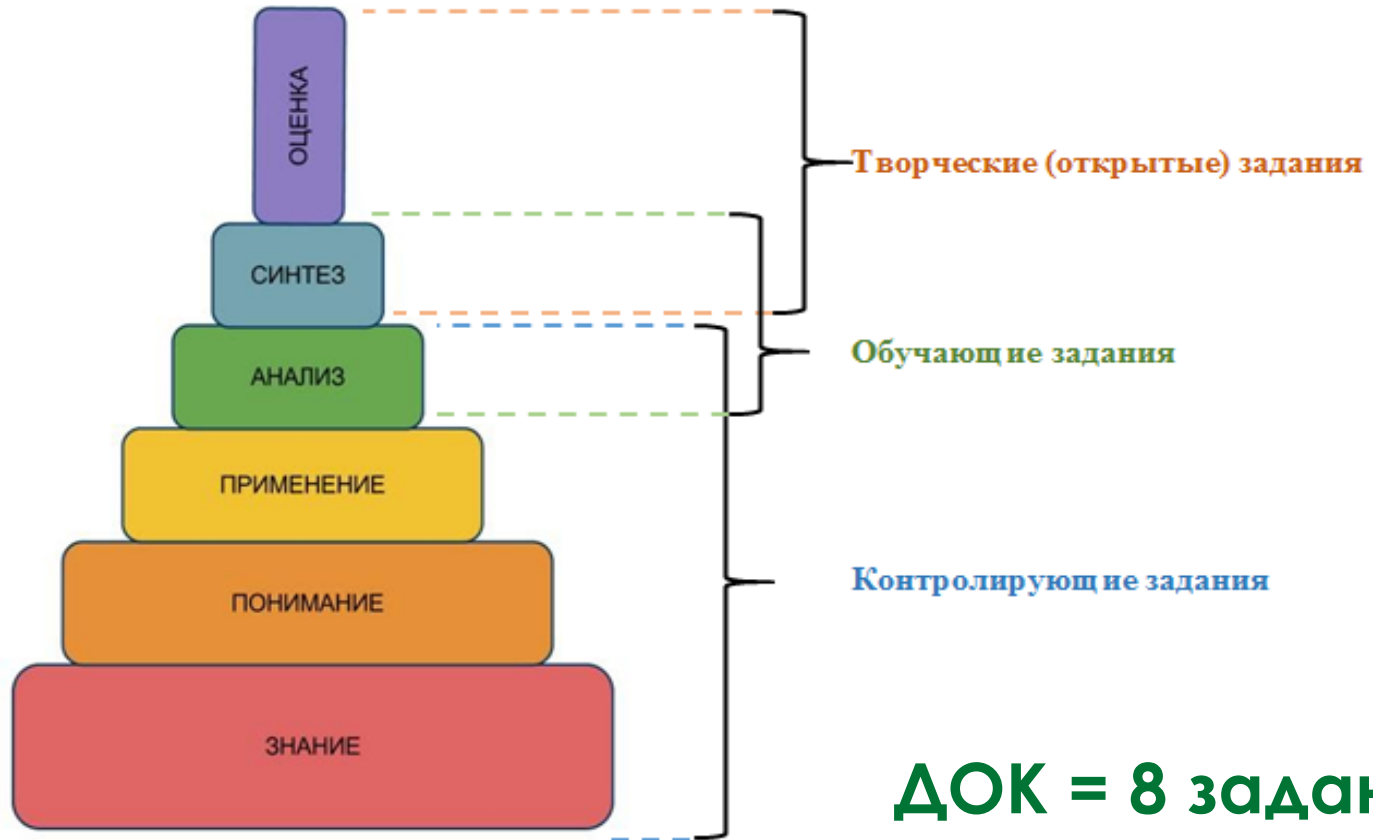 ОЦЕНКА
Творческие (открытые) задания
СИНТЕЗ
Обучающие задания
АНАЛИЗ
ПРИМЕНЕНИЕ
Контролирующие задания
ПОНИМАНИЕ
ЗНАНИЕ
ДОК = 8